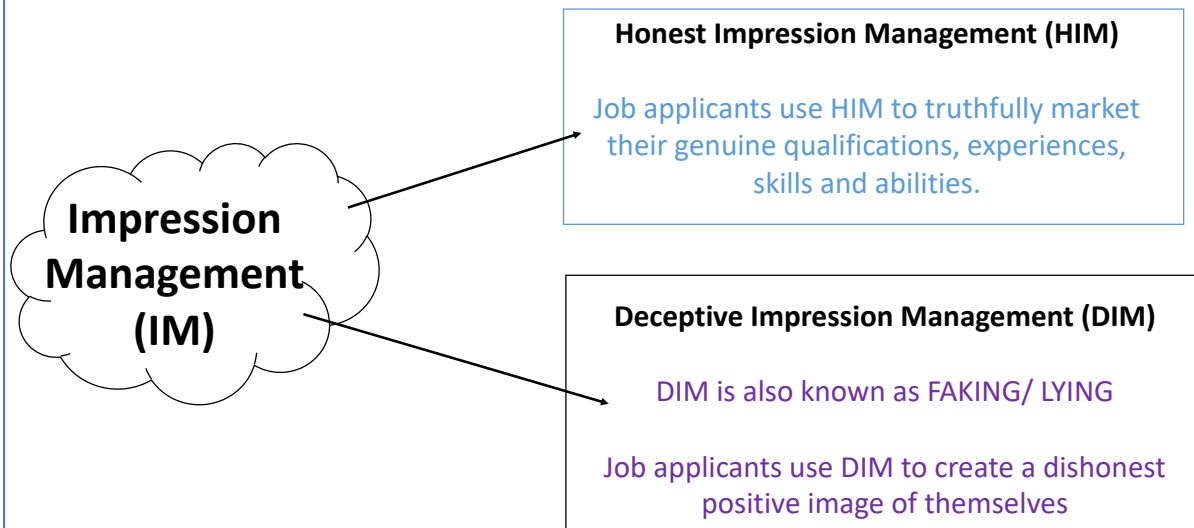 Impression
Management
(IM)
Honest Impression Management (HIM)
Job applicants use HIM to truthfully market
their genuine qualifications, experiences,
skills and abilities.
Deceptive Impression Management (DIM)
DIM is also known as FAKING/ LYING
Job applicants use DIM to create a dishonest
positive image of themselves